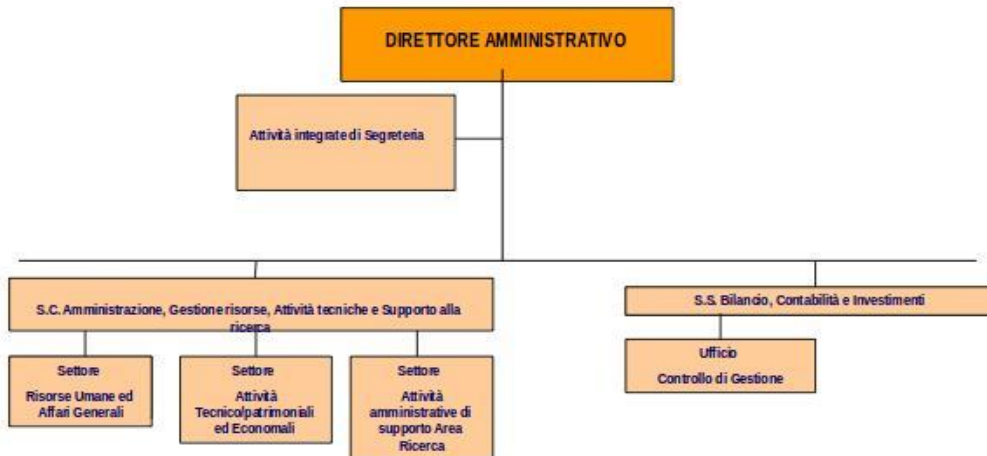 DIRETTORE AMMINISTRATIVO
Attività integrate di Segreteria
S.C. Amministrazione, Gestione risorse, Attività tecniche e Supporto alla
ricerca
S.S. Bilancio, Contabilità e Investimenti
Settore
Risorse Umane ed
Affari Generali
Settore
Attività
Tecnico/patrimoniali
ed Economali
Settore
Attività
amministrative di
supporto Area
Ricerca
Ufficio
Controllo di Gestione